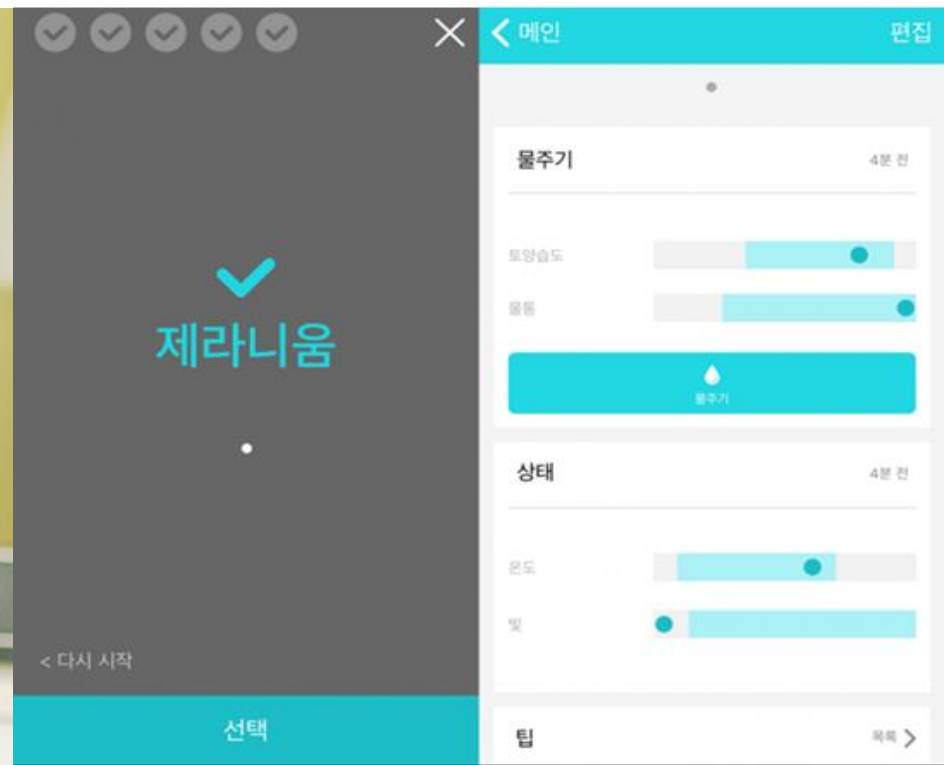 제라니움
< 다시 시작
선택
메인
편집
물주기
4분 전
토양습도
물통
물주기
상태
4분 전
온도
빛
팁
목록